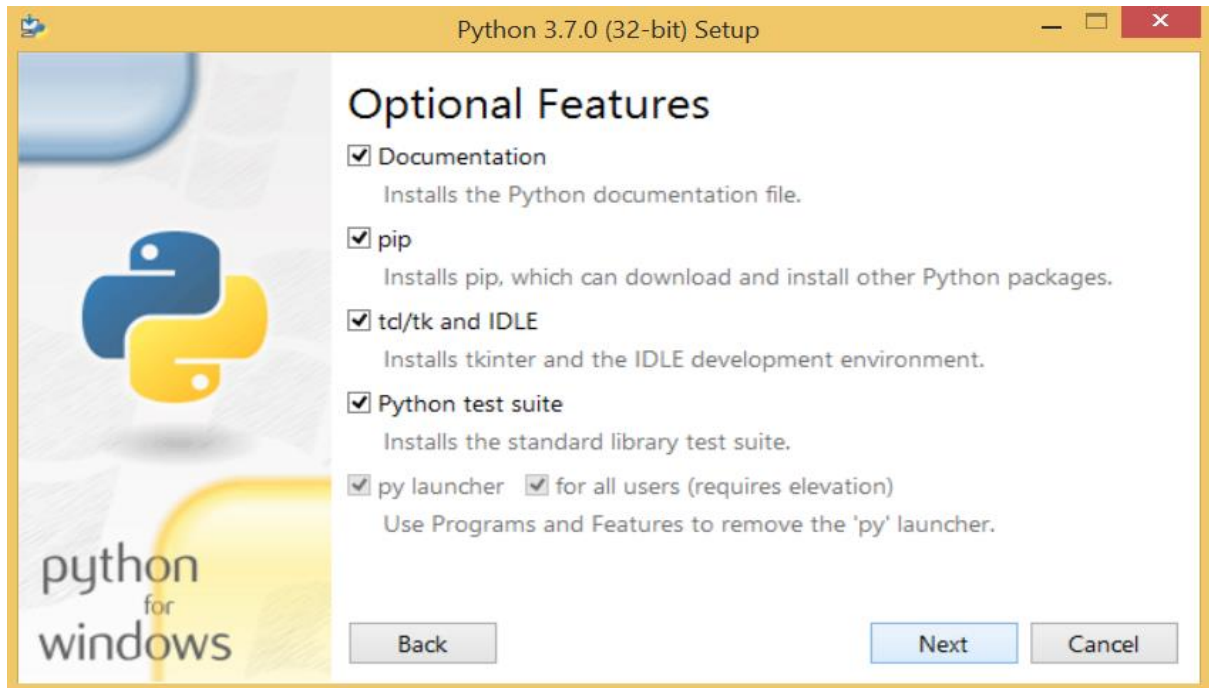 Python 3.7.0 (32-bit) Setup
Optional Features
Documentation
Installs the Python documentation file.
pip
Installs pip, which can download and install other Python packages.
tcl/tk and IDLE
Installs tkinter and the IDLE development environment.
Python test suite
Installs the standard library test suite.
py launcher for all users (requires elevation)
Use Programs and Features to remove the 'py' launcher.
python
for
windows
Back Next Cancel